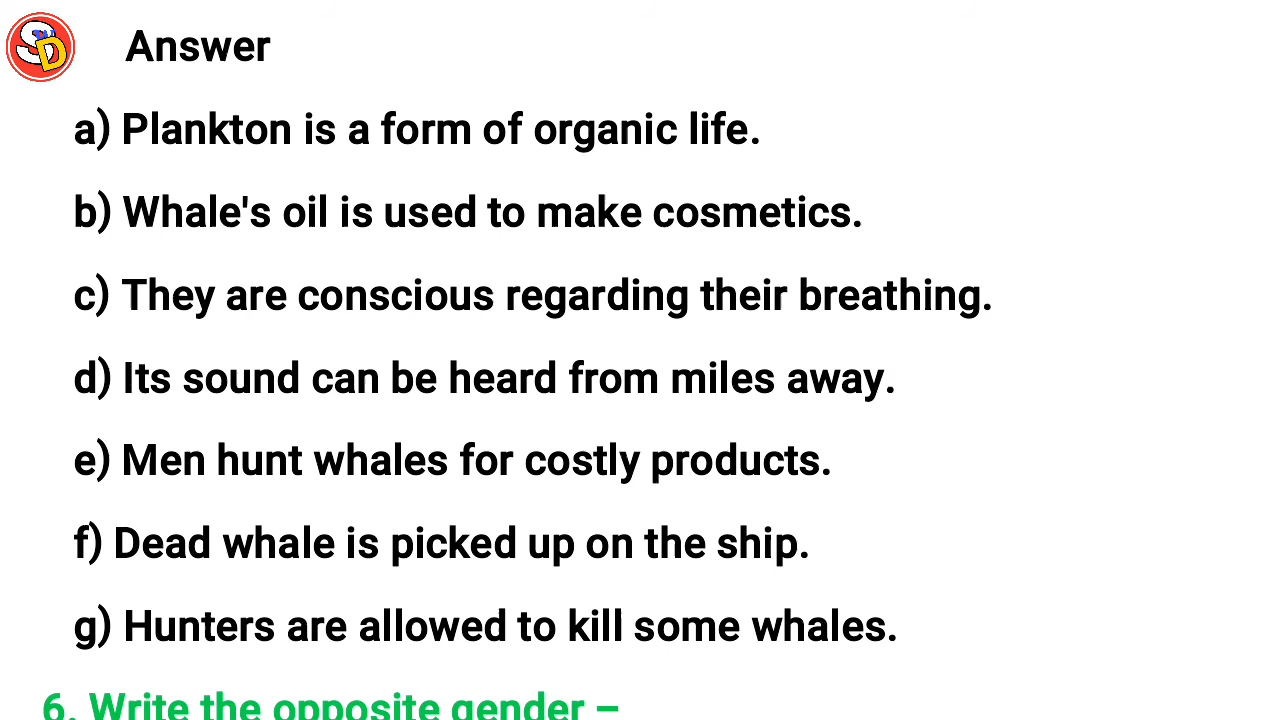 Answer
a) Plankton is a form of organic life.
b) Whale's oil is used to make cosmetics.
c) They are conscious regarding their breathing.
d) Its sound can be heard from miles away.
e) Men hunt whales for costly products.
f) Dead whale is picked up on the ship.
g) Hunters are allowed to kill some whales.
6. Write the opposite gender –